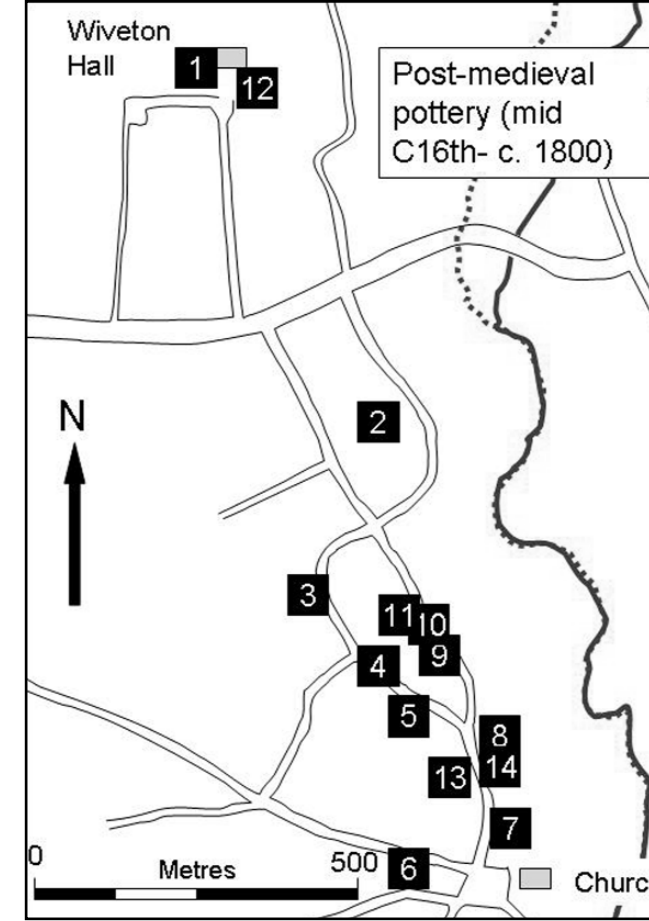 Wiveton
Hall
1
12
Post-medieval
pottery (mid
C16th- c. 1800)
N
2
3
11
10
9
4
5
8
13
14
7
0
Metres
500
6
Churc